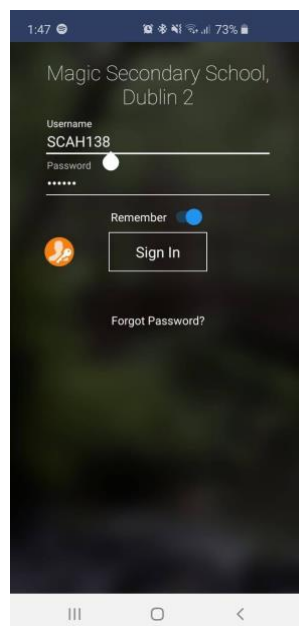 1:47 73%
Magic Secondary School,
Dublin 2
Username
SCAH138
Password
••••••
Remember
Sign In
Forgot Password?